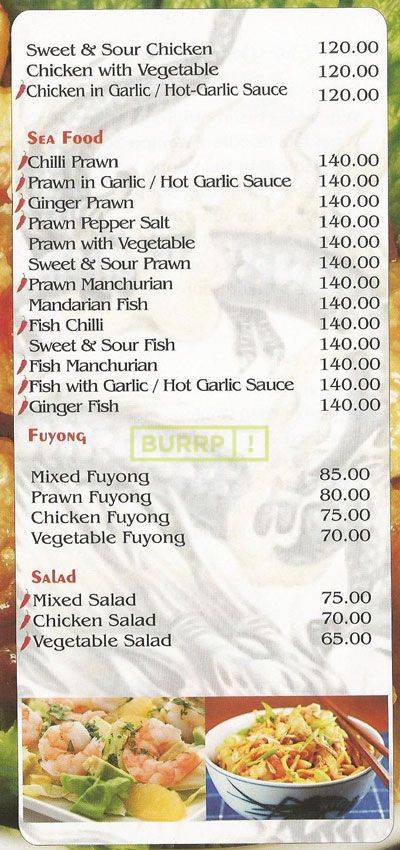 Sweet & Sour Chicken 120.00
Chicken with Vegetable 120.00
Chicken in Garlic / Hot-Garlic Sauce 120.00
Sea Food
Chilli Prawn 140.00
Prawn in Garlic / Hot Garlic Sauce 140.00
Ginger Prawn 140.00
Prawn Pepper Salt 140.00
Prawn with Vegetable 140.00
Sweet & Sour Prawn 140.00
Prawn Manchurian 140.00
Mandarian Fish 140.00
Fish Chilli 140.00
Sweet & Sour Fish 140.00
Fish Manchurian 140.00
Fish with Garlic / Hot Garlic Sauce 140.00
Ginger Fish 140.00
Fuyong
BURRP!
Mixed Fuyong 85.00
Prawn Fuyong 80.00
Chicken Fuyong 75.00
Vegetable Fuyong 70.00
Salad
Mixed Salad 75.00
Chicken Salad 70.00
Vegetable Salad 65.00